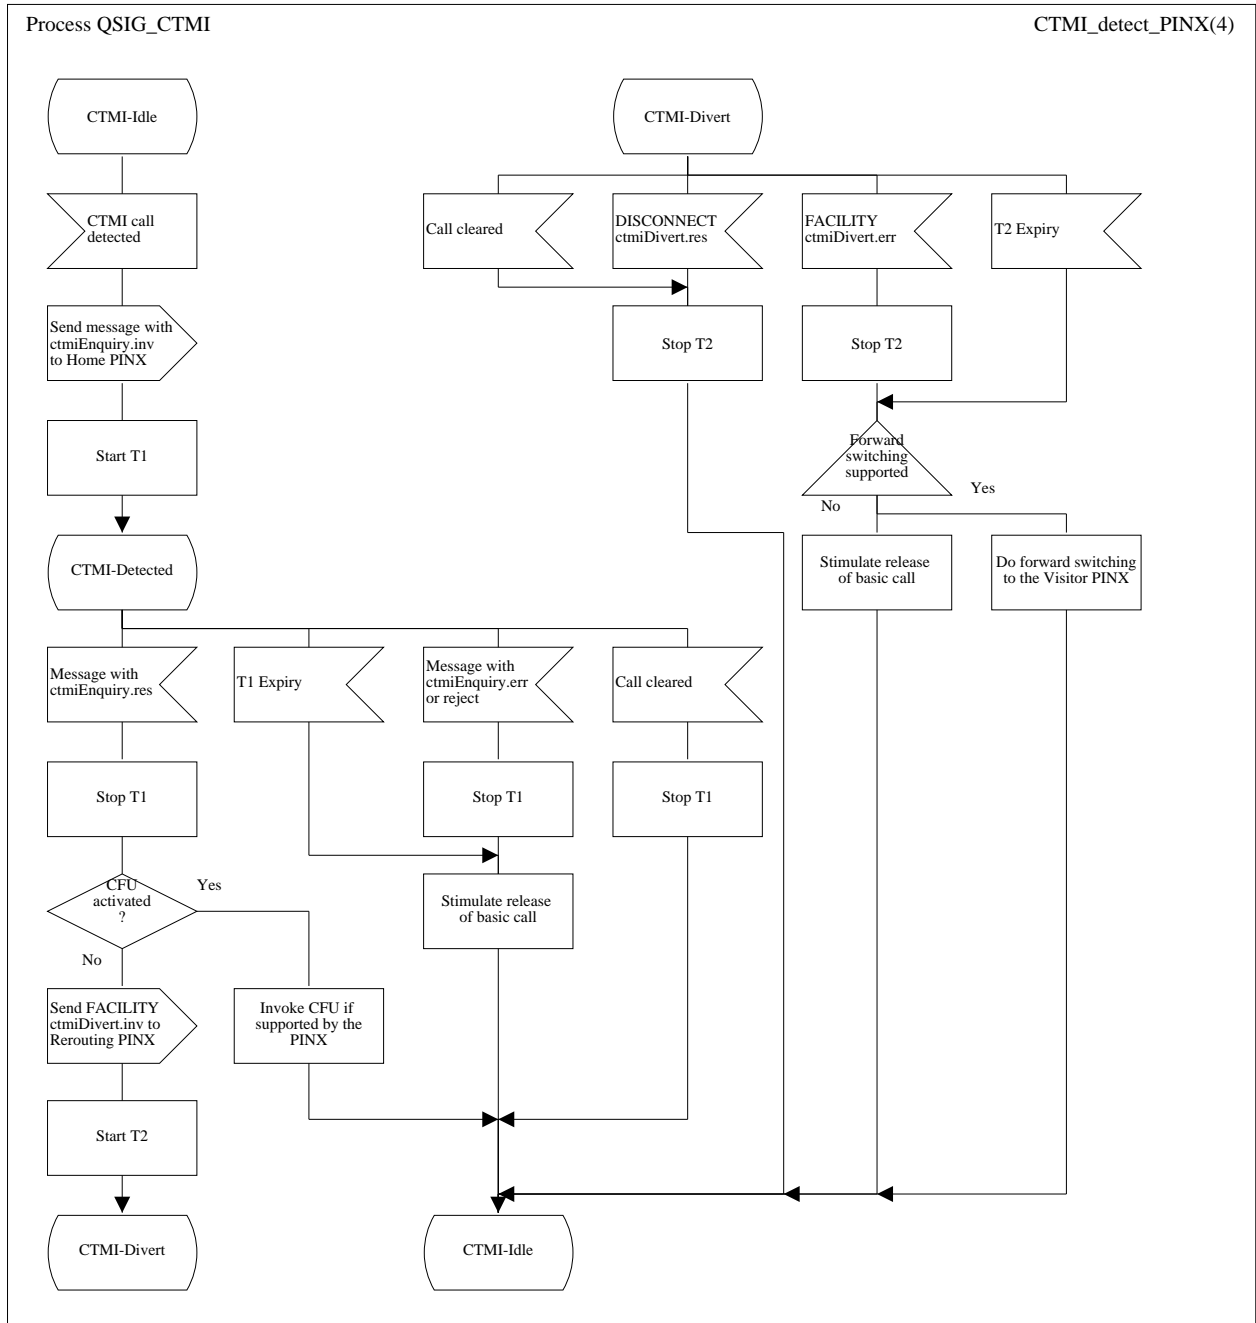 Process QSIG_CTMI
CTMI_detect_PINX(4)
CTMI-Idle
CTMI call
detected
Send message with
ctmiEnquiry.inv
to Home PINX
Start T1
CTMI-Detected
Message with
ctmiEnquiry.res
T1 Expiry
Message with
ctmiEnquiry.err
or reject
Call cleared
Stop T1
Stop T1
Stop T1
CFU
activated
?
Yes
No
Stimulate release
of basic call
Send FACILITY
ctmiDivert.inv to
Rerouting PINX
Invoke CFU if
supported by the
PINX
Start T2
CTMI-Divert
CTMI-Idle
CTMI-Divert
Call cleared
DISCONNECT
ctmiDivert.res
FACILITY
ctmiDivert.err
T2 Expiry
Stop T2
Stop T2
Forward
switching
supported
No
Yes
Stimulate release
of basic call
Do forward switching
to the Visitor PINX